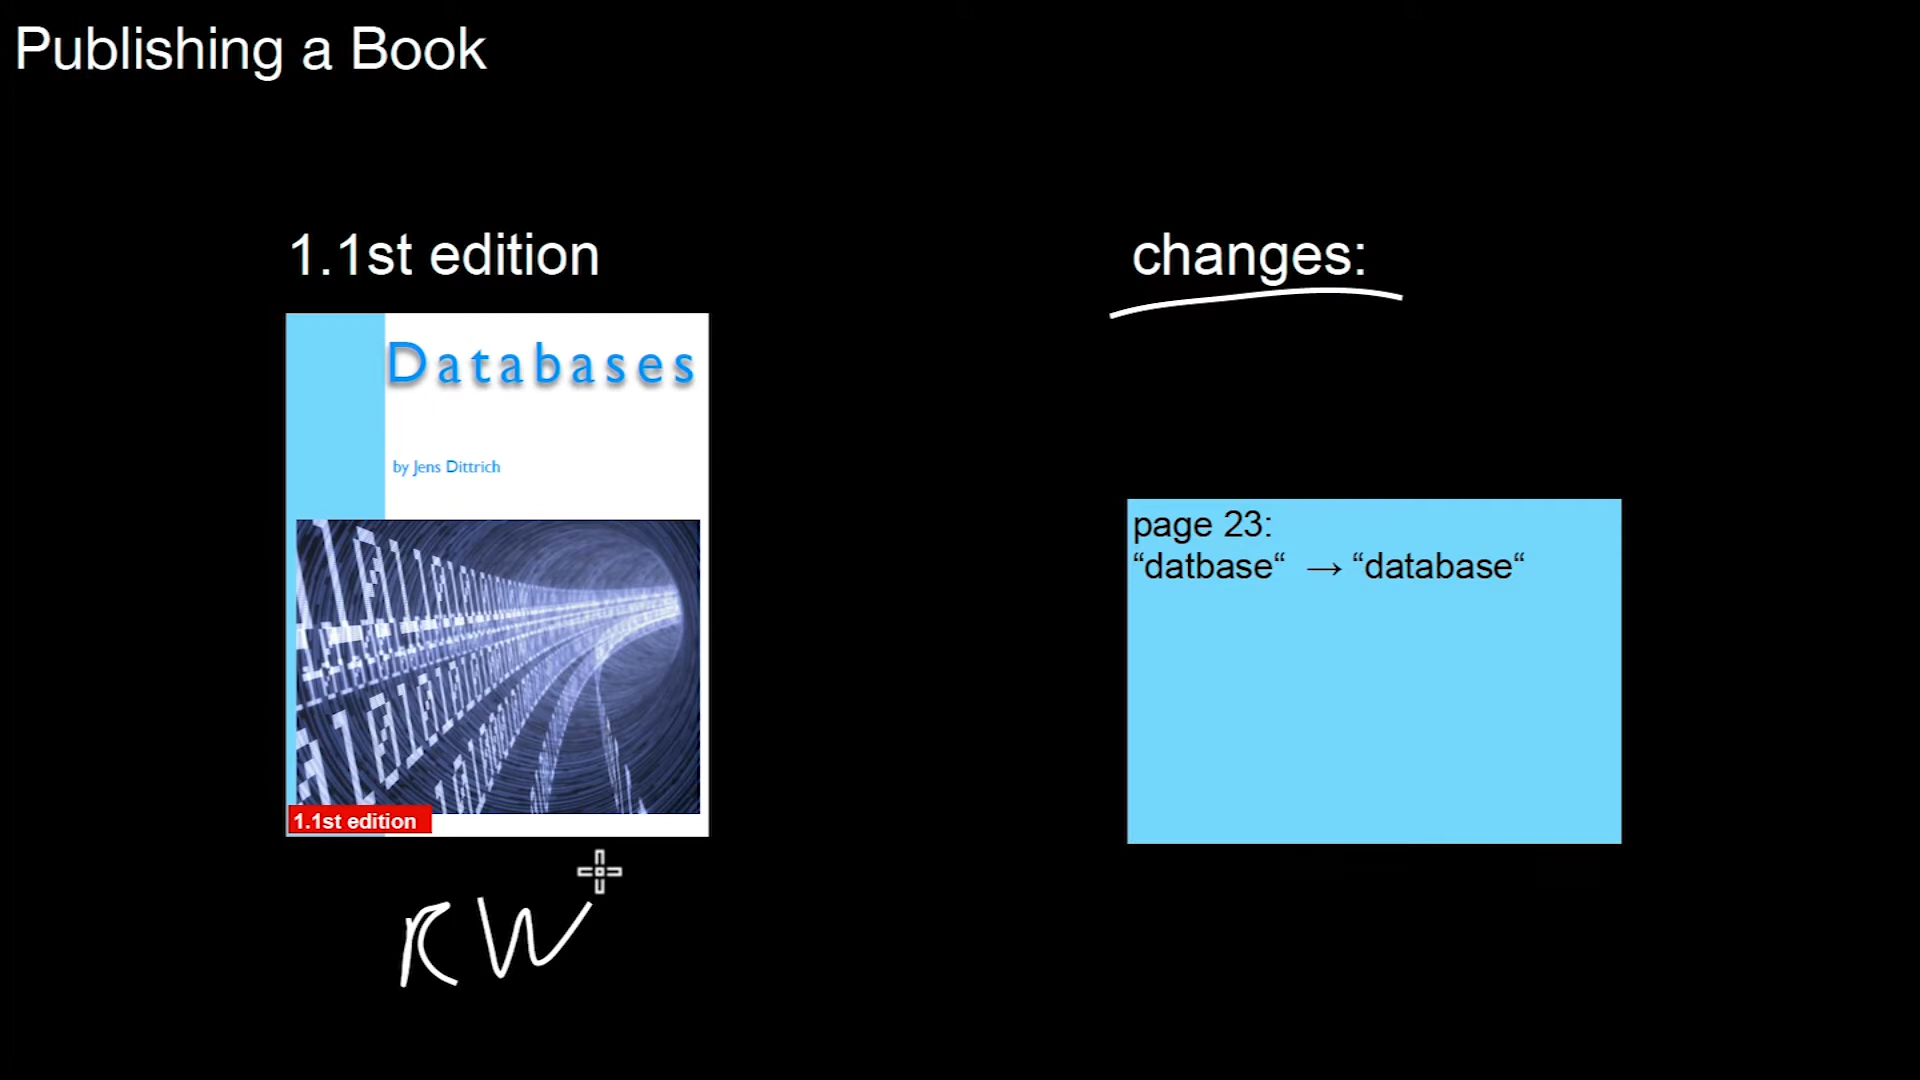 Publishing a Book
1.1st edition
Databases
by Jens Dittrich
1.1st edition
RW
changes:
page 23:
“datbase“ → “database“